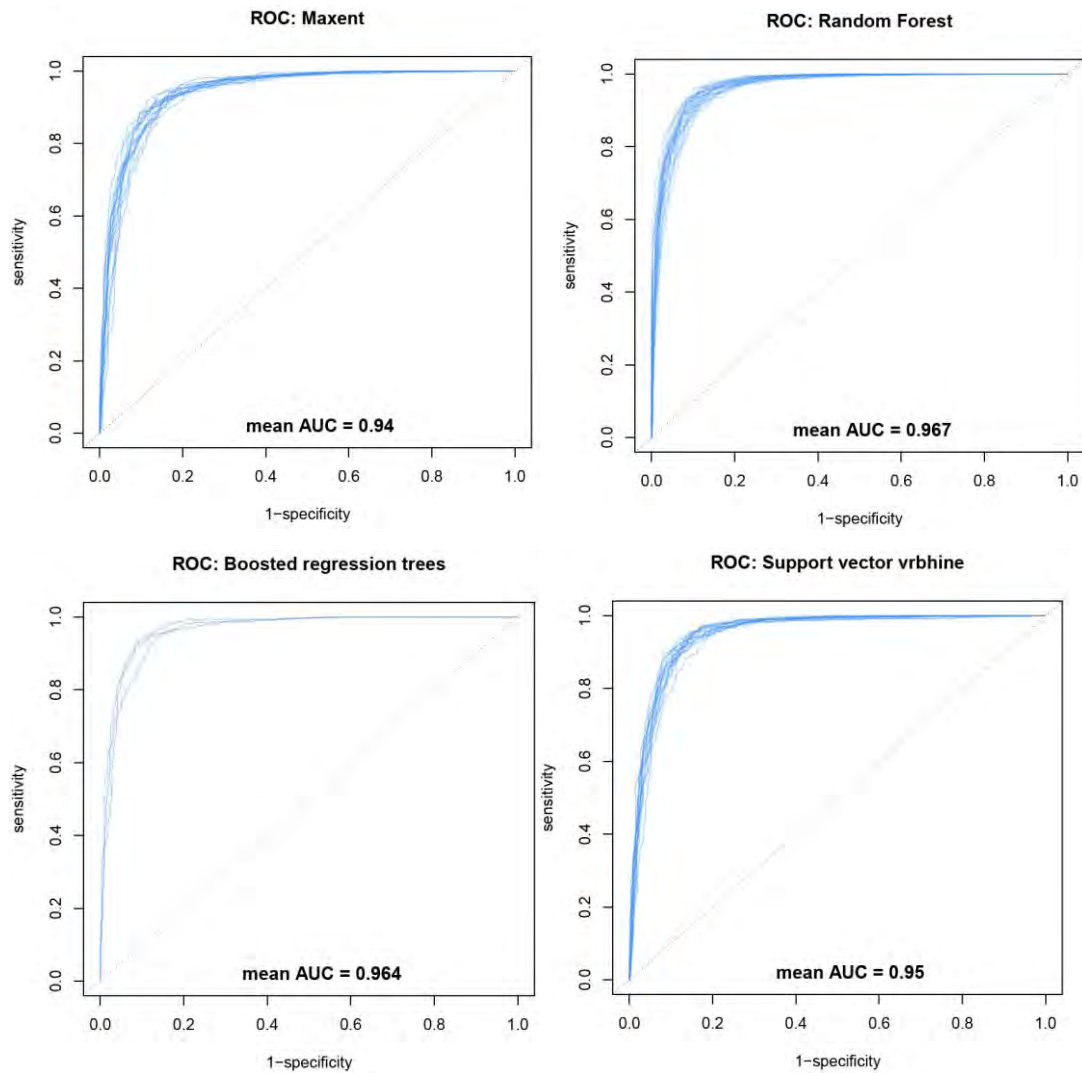 ROC: Maxent
1.0
0.8
0.6
0.4
0.2
0.0
sensitivity
mean AUC = 0.94
0.0 0.2 0.4 0.6 0.8 1.0
1−specificity
ROC: Random Forest
1.0
0.8
0.6
0.4
0.2
0.0
sensitivity
mean AUC = 0.967
0.0 0.2 0.4 0.6 0.8 1.0
1−specificity
ROC: Boosted regression trees
1.0
0.8
0.6
0.4
0.2
0.0
sensitivity
mean AUC = 0.964
0.0 0.2 0.4 0.6 0.8 1.0
1−specificity
ROC: Support vector vrbhine
1.0
0.8
0.6
0.4
0.2
0.0
sensitivity
mean AUC = 0.95
0.0 0.2 0.4 0.6 0.8 1.0
1−specificity